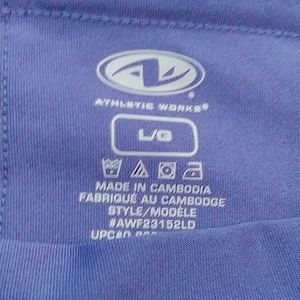 ATHLETIC WORKS®
L/G
MADE IN CAMBODIA
FABRIQUÉ AU CAMBODGE
STYLE/MODÈLE
#AWF23152LD